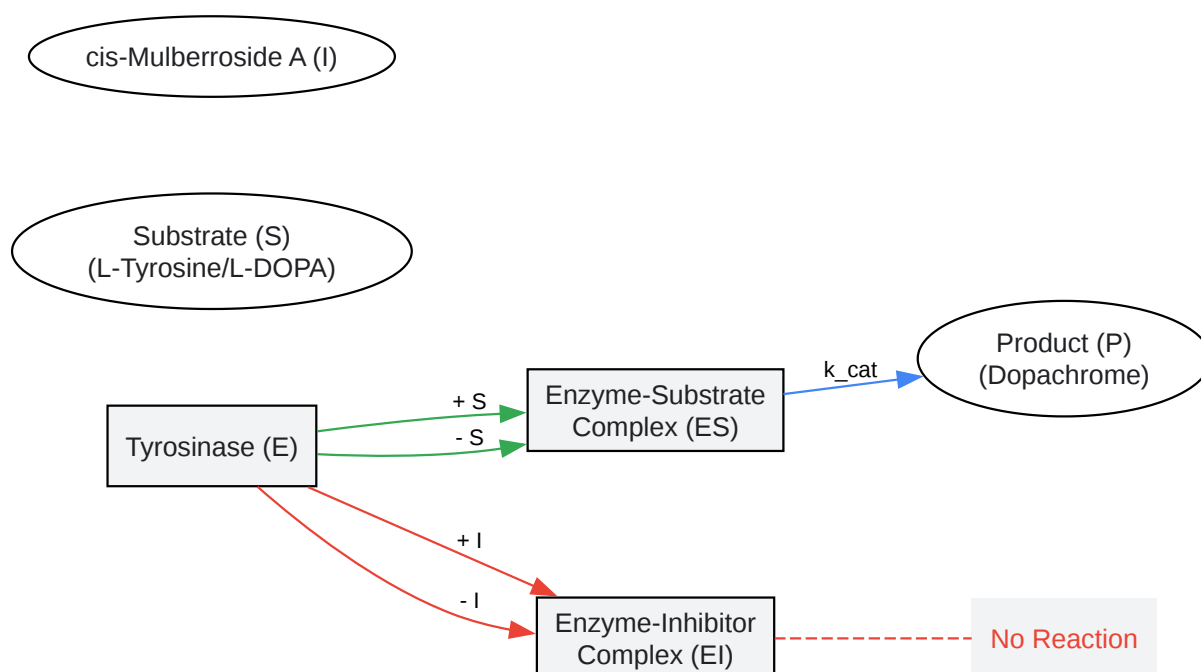 cis-Mulberroside A (I)
Substrate (S)
(L-Tyrosine/L-DOPA)
Product (P)
(Dopachrome)
k_cat
Enzyme-Substrate
Complex (ES)
+ S
- S
Tyrosinase (E)
+ I
- I
Enzyme-Inhibitor
Complex (EI)
No Reaction